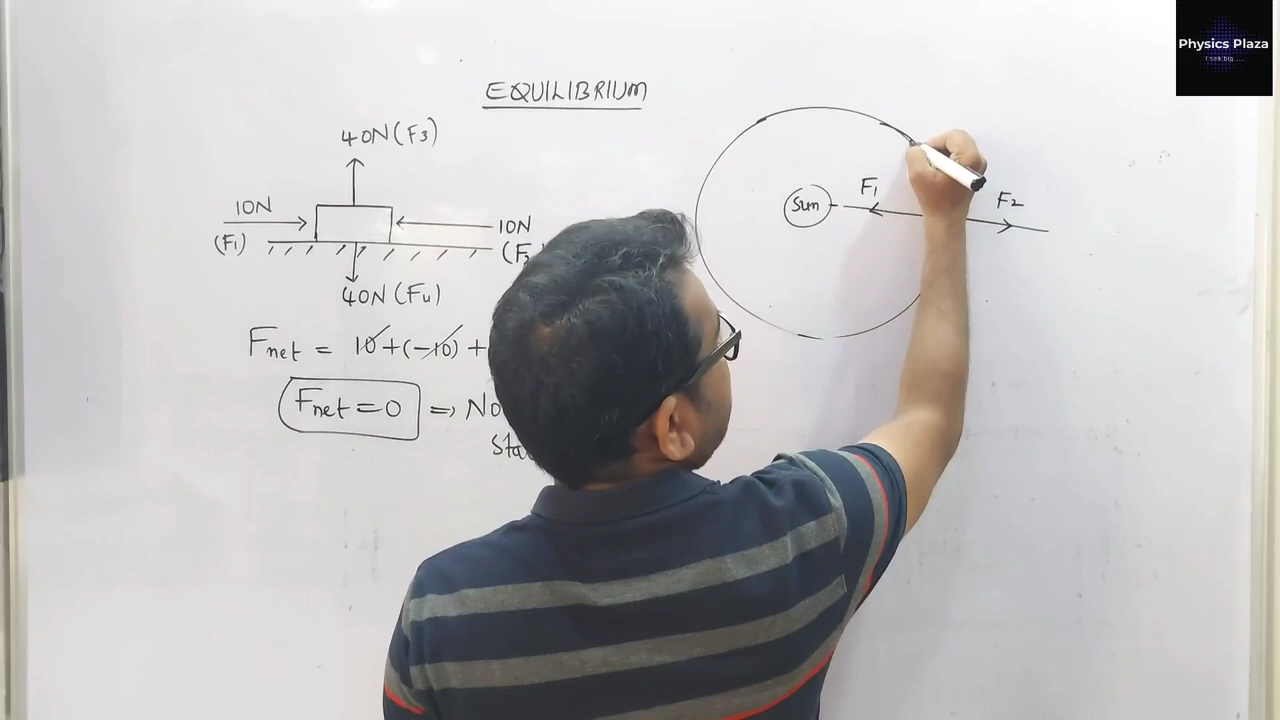 EQUILIBRIUM
40N (F3)
10N
(F1)
10N
40N (F4)
Fnet = 10+(-10) +
Fnet = 0 ⇒ No
Sun
F1
F2
Physics Plaza